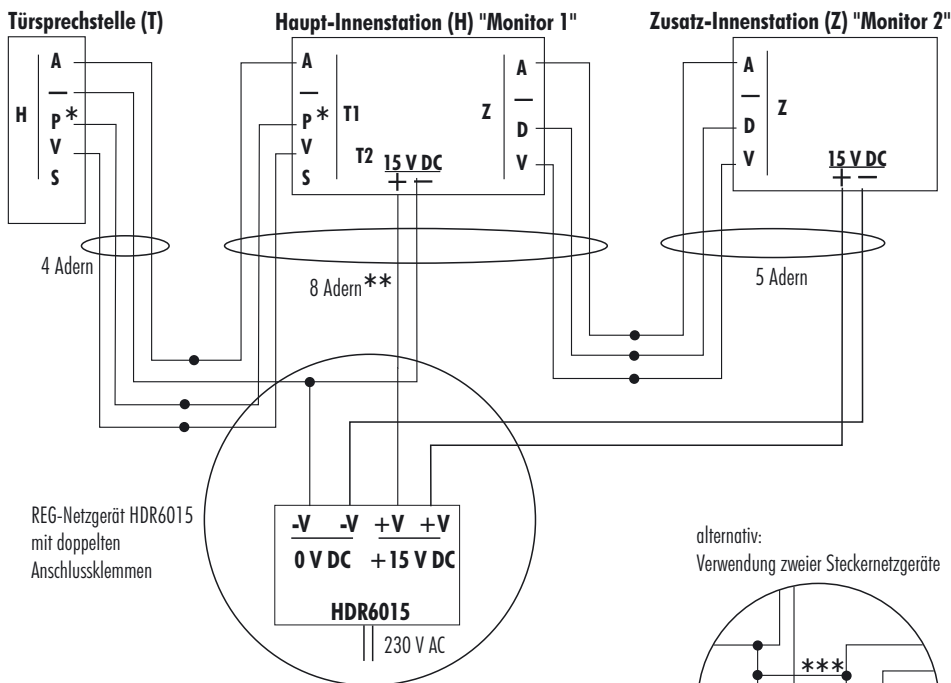 Türsprechstelle (T)
Haupt-Innenstation (H) "Monitor 1"
Zusatz-Innenstation (Z) "Monitor 2"
H
A
—
P*
V
S
A
—
P*
V
S
T1
T2
15 V DC
+ —
Z
A
—
D
V
A
—
D
V
Z
15 V DC
+ —
4 Adern
8 Adern**
5 Adern
REG-Netzgerät HDR6015
mit doppelten
Anschlussklemmen
-V -V +V +V
0 V DC +15 V DC
HDR6015
230 V AC
alternativ:
Verwendung zweier Steckernetzgeräte
***